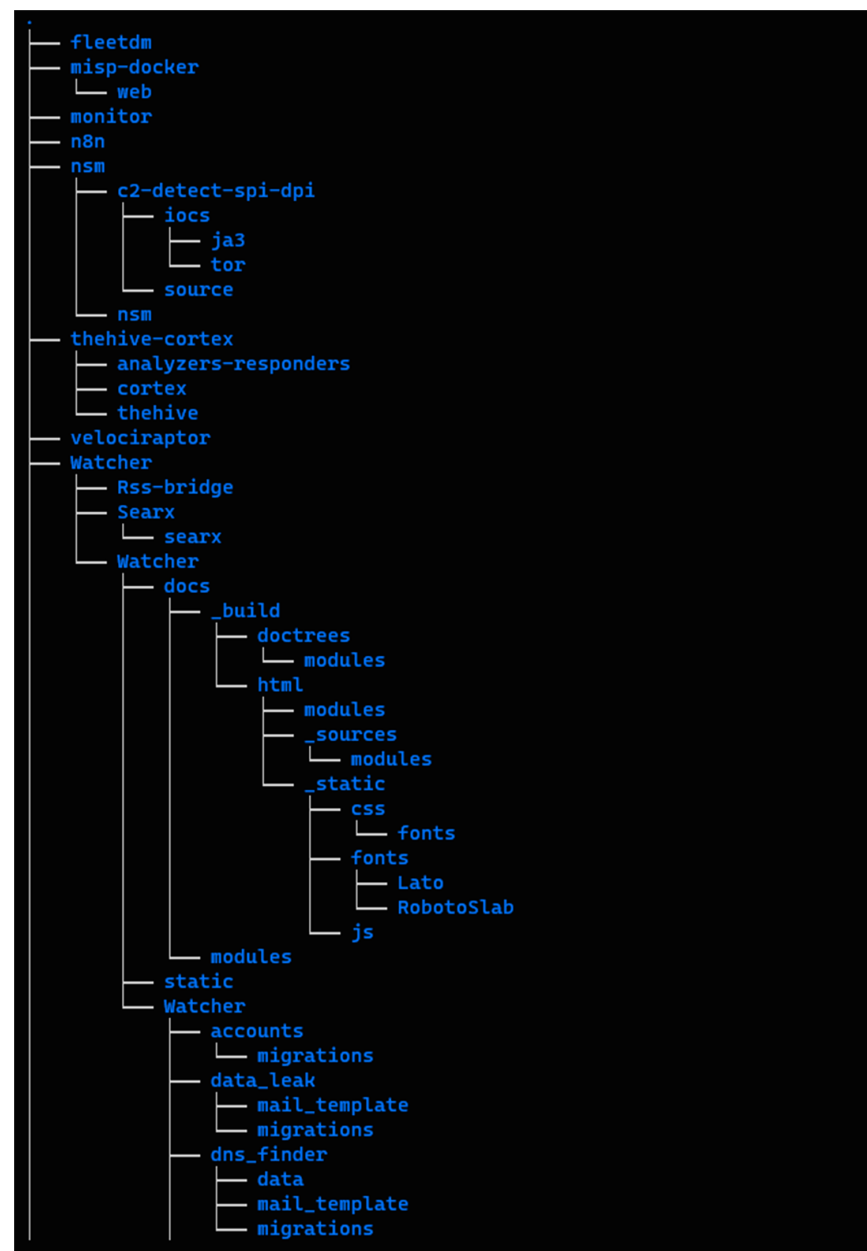 .
├── fleetdm
├── misp-docker
│   └── web
├── monitor
├── n8n
├── nsm
│   ├── c2-detect-spi-dpi
│   │   ├── iocs
│   │   │   ├── ja3
│   │   │   └── tor
│   │   └── source
│   └── nsm
├── thehive-cortex
│   ├── analyzers-responders
│   ├── cortex
│   └── thehive
├── velociraptor
├── Watcher
│   ├── Rss-bridge
│   ├── Searx
│   │   └── searx
│   └── Watcher
│       ├── docs
│       │   ├── _build
│       │   │   ├── doctrees
│       │   │   │   └── modules
│       │   │   └── html
│       │   │       ├── modules
│       │   │       ├── _sources
│       │   │       │   └── modules
│       │   │       └── _static
│       │   │           ├── css
│       │   │           │   └── fonts
│       │   │           ├── fonts
│       │   │           │   ├── Lato
│       │   │           │   └── RobotoSlab
│       │   │           └── js
│       │   └── modules
│       ├── static
│       └── Watcher
│           ├── accounts
│           │   └── migrations
│           ├── data_leak
│           │   ├── mail_template
│           │   └── migrations
│           ├── dns_finder
│           │   ├── data
│           │   ├── mail_template
│           │   └── migrations